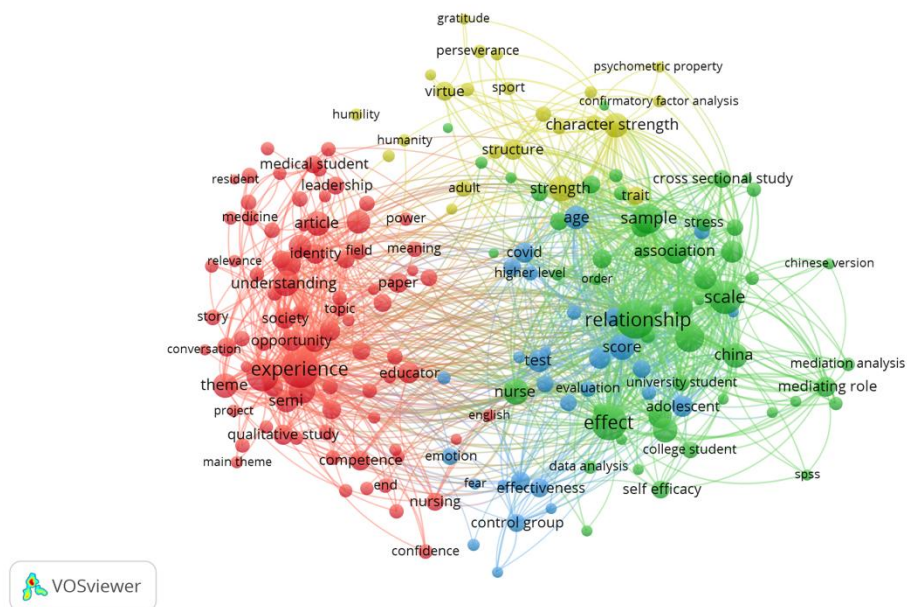 gratitude
perseverance
psychometric property
virtue
sport
confirmatory factor analysis
humility
character strength
humanity
structure
medical student
resident
leadership
adult
strength
trait
cross sectional study
medicine
article
power
age
sample
stress
relevance
identity
field
meaning
covid
association
chinese version
understanding
paper
higher level
order
story
society
topic
scale
relationship
conversation
opportunity
score
china
experience
educator
test
mediation analysis
theme
semi
nurse
evaluation
university student
mediating role
project
english
adolescent
qualitative study
effect
main theme
competence
emotion
college student
data analysis
spss
end
fear
effectiveness
self efficacy
nursing
control group
confidence
VOSviewer